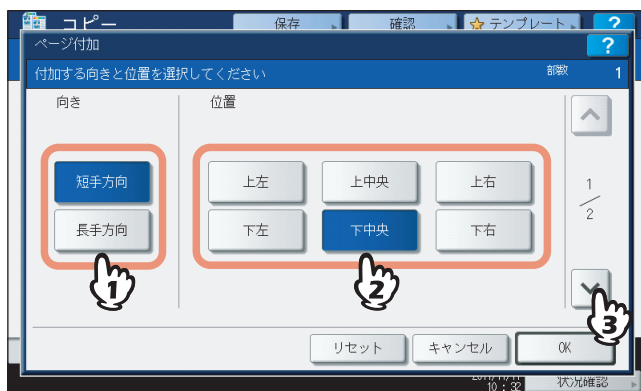 コピー 保存 確認 テンプレート ?
ページ付加 ?
付加する向きと位置を選択してください 部数 1
向き 位置
短手方向 上左 上中央 上右 1
長手方向 下左 下中央 下右 2
1 2 3
リセット キャンセル OK
10:32 状況確認